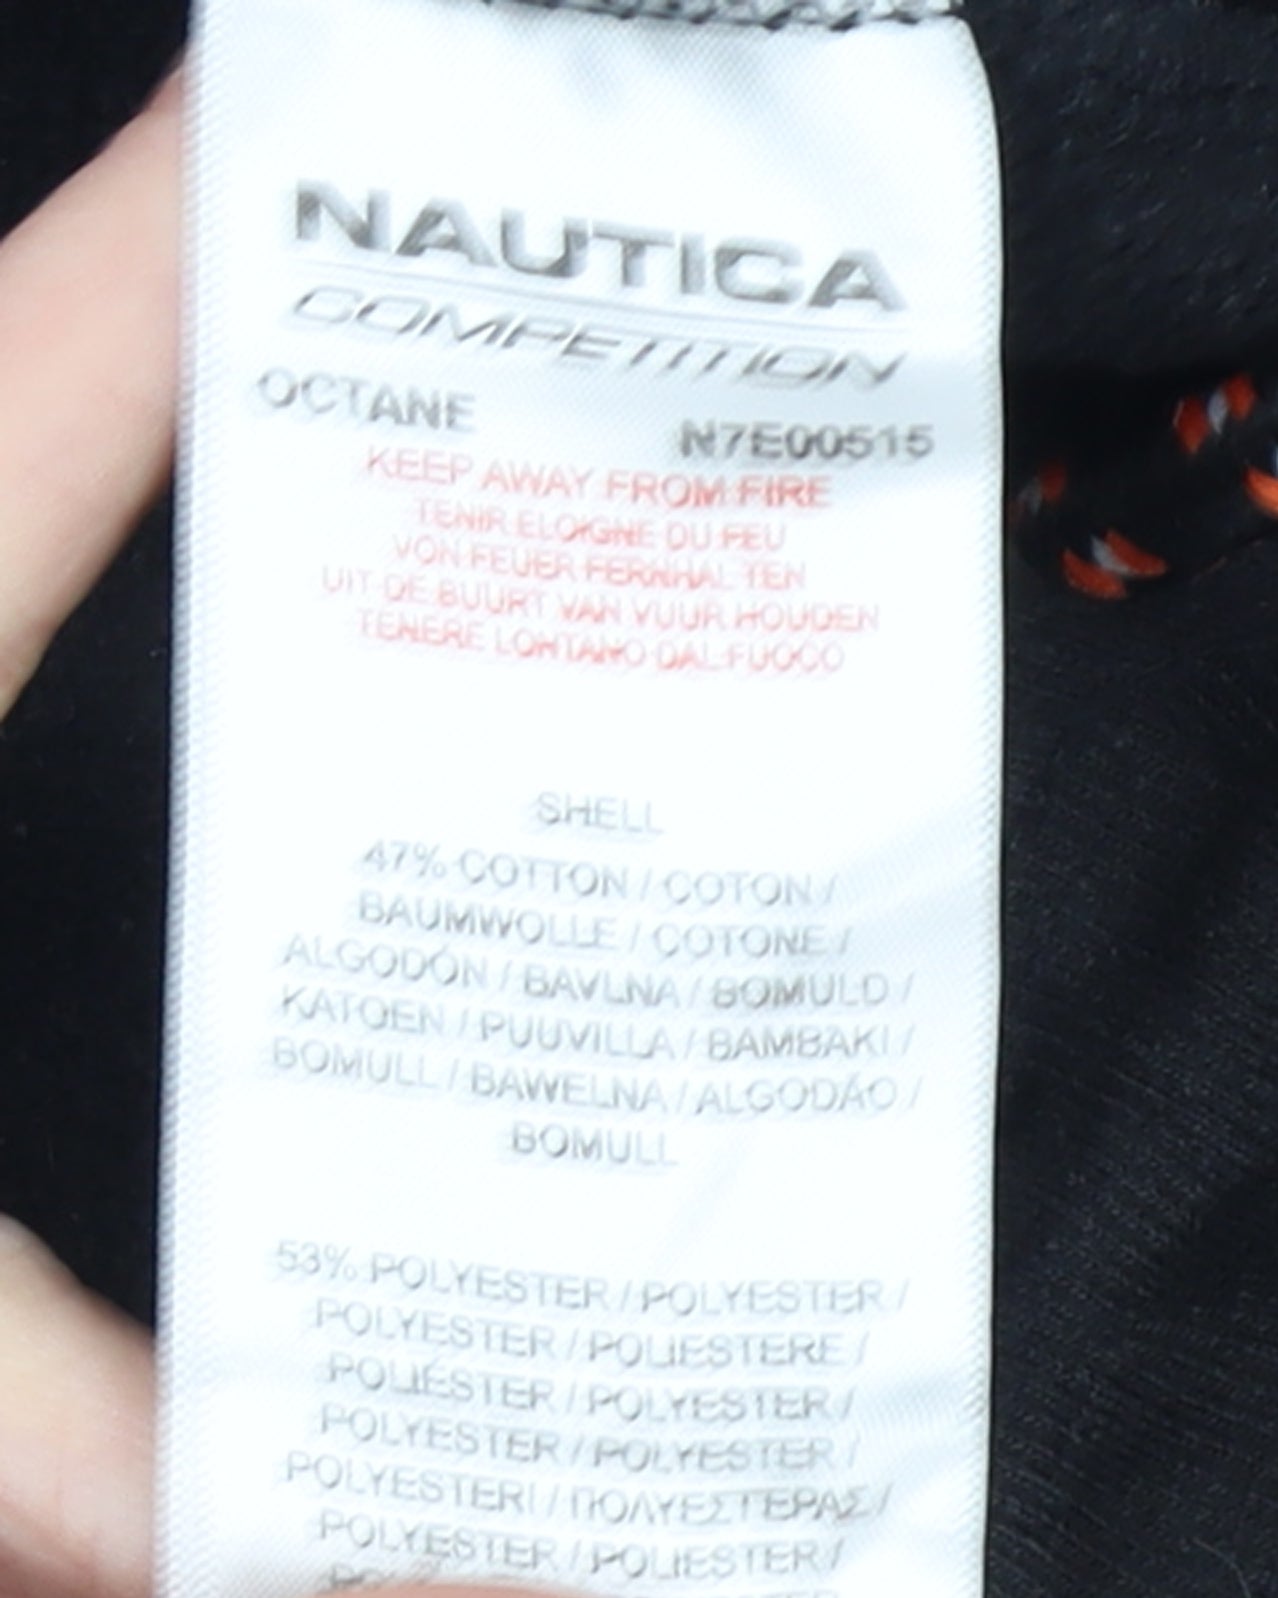 NAUTICA
COMPETITION
OCTANE N7E00515
KEEP AWAY FROM FIRE
TENIR ELOIGNE DU FEU
VON FEUER FERNHALTEN
UIT DE BUURT VAN VUUR HOUDEN
TENERE LONTANO DAL FUOCO
SHELL
47% COTTON / COTON /
BAUMWOLLE / COTONE /
ALGODÓN / BAVLNA / BOMULD /
KATOEN / PUUVILLA / BAMBAKI /
BOMULL / BAWELNA / ALGODÃO /
BOMULL
53% POLYESTER / POLYESTER /
POLYESTER / POLIESTERE /
POLIÉSTER / POLYESTER /
POLYESTER / POLYESTER /
POLYESTERI / ΠΟΛΥΕΣΤΕΡΑΣ /
POLYESTER / POLIESTER /